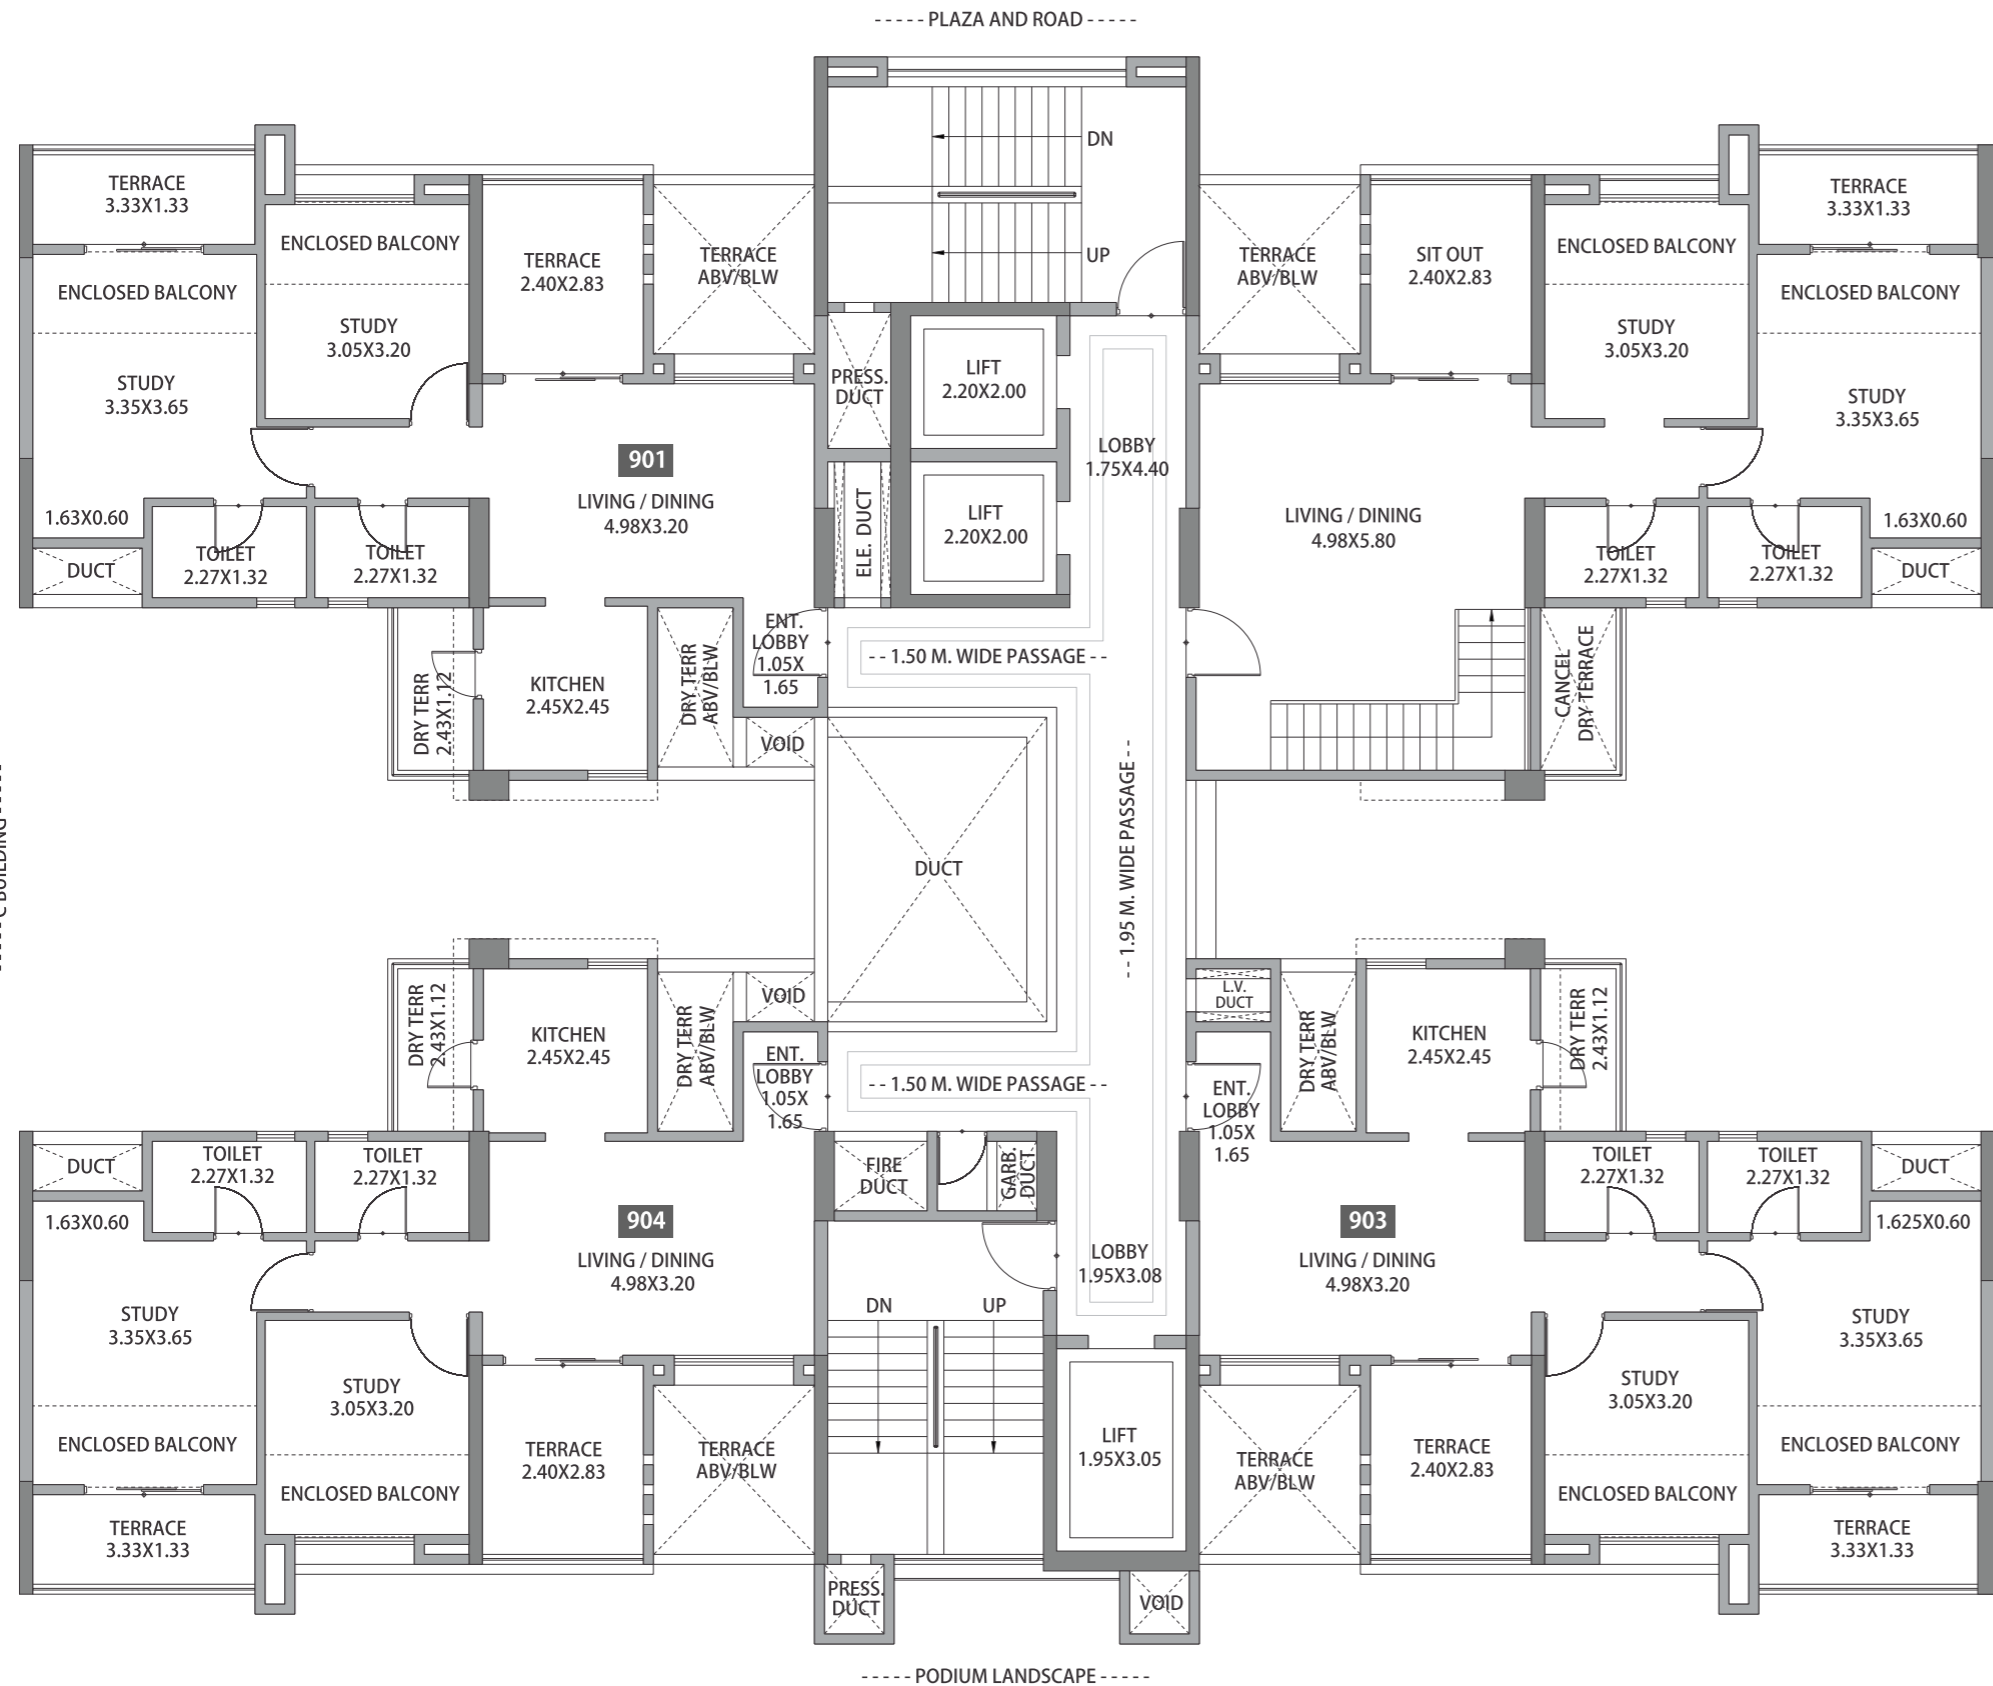 ----- PLAZA AND ROAD -----
DN
UP
TERRACE
3.33X1.33
ENCLOSED BALCONY
STUDY
3.35X3.65
1.63X0.60
DUCT
ENCLOSED BALCONY
STUDY
3.05X3.20
TERRACE
2.40X2.83
TERRACE
ABV/BLW
901
LIVING / DINING
4.98X3.20
TOILET
2.27X1.32
TOILET
2.27X1.32
DRY TERR
2.43X1.12
KITCHEN
2.45X2.45
DRY TERR
ABV/BLW
ENT.
LOBBY
1.05X
1.65
VOID
PRESS.
DUCT
ELE. DUCT
LIFT
2.20X2.00
LIFT
2.20X2.00
LOBBY
1.75X4.40
-- 1.50 M. WIDE PASSAGE --
-- 1.95 M. WIDE PASSAGE --
DUCT
TERRACE
ABV/BLW
SIT OUT
2.40X2.83
ENCLOSED BALCONY
STUDY
3.05X3.20
TERRACE
3.33X1.33
ENCLOSED BALCONY
STUDY
3.35X3.65
1.63X0.60
DUCT
LIVING / DINING
4.98X5.80
TOILET
2.27X1.32
TOILET
2.27X1.32
CANCEL
DRY TERRACE
C BUILDING -----
DRY TERR
2.43X1.12
KITCHEN
2.45X2.45
DRY TERR
ABV/BLW
VOID
ENT.
LOBBY
1.05X
1.65
-- 1.50 M. WIDE PASSAGE --
DUCT
TOILET
2.27X1.32
TOILET
2.27X1.32
1.63X0.60
904
LIVING / DINING
4.98X3.20
STUDY
3.35X3.65
ENCLOSED BALCONY
TERRACE
3.33X1.33
STUDY
3.05X3.20
ENCLOSED BALCONY
TERRACE
2.40X2.83
TERRACE
ABV/BLW
FIRE
DUCT
GARB.
DUCT
DN
UP
LOBBY
1.95X3.08
LIFT
1.95X3.05
PRESS.
DUCT
VOID
L.V.
DUCT
DRY TERR
ABV/BLW
KITCHEN
2.45X2.45
DRY TERR
2.43X1.12
ENT.
LOBBY
1.05X
1.65
TOILET
2.27X1.32
TOILET
2.27X1.32
DUCT
1.625X0.60
903
LIVING / DINING
4.98X3.20
STUDY
3.35X3.65
ENCLOSED BALCONY
TERRACE
3.33X1.33
STUDY
3.05X3.20
ENCLOSED BALCONY
TERRACE
2.40X2.83
TERRACE
ABV/BLW
----- PODIUM LANDSCAPE -----